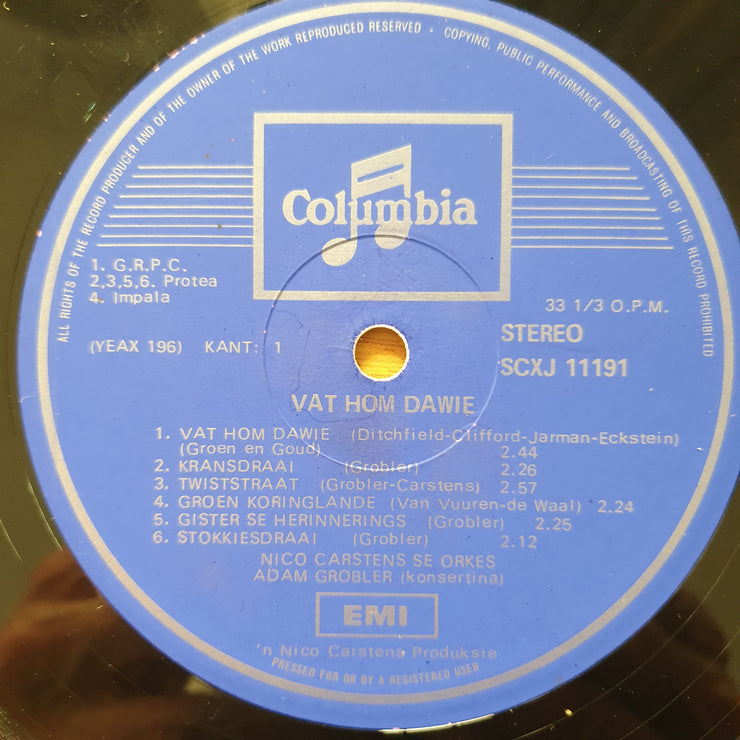 ALL RIGHTS OF THE RECORD PRODUCER AND OF THE OWNER OF THE WORK REPRODUCED RESERVED • COPYING, PUBLIC PERFORMANCE AND BROADCASTING OF THIS RECORD PROHIBITED
Columbia
1. G.R.P.C.
2,3,5,6. Protea
4. Impala
33 1/3 O.P.M.
(YEAX 196) KANT: 1
STEREO
SCXJ 11191
VAT HOM DAWIE
1. VAT HOM DAWIE (Ditchfield-Clifford-Jarman-Eckstein)
(Groen en Goud) 2.44
2. KRANSDRAAI (Grobler) 2.26
3. TWISTSTRAAT (Grobler-Carstens) 2.57
4. GROEN KORINGLANDE (Van Vuuren-de Waal) 2.24
5. GISTER SE HERINNERINGS (Grobler) 2.25
6. STOKKIESDRAAI (Grobler) 2.12
NICO CARSTENS SE ORKES
ADAM GROBLER (konsertina)
EMI
'n Nico Carstens Produksie
PRESSED FOR OR BY A REGISTERED USER